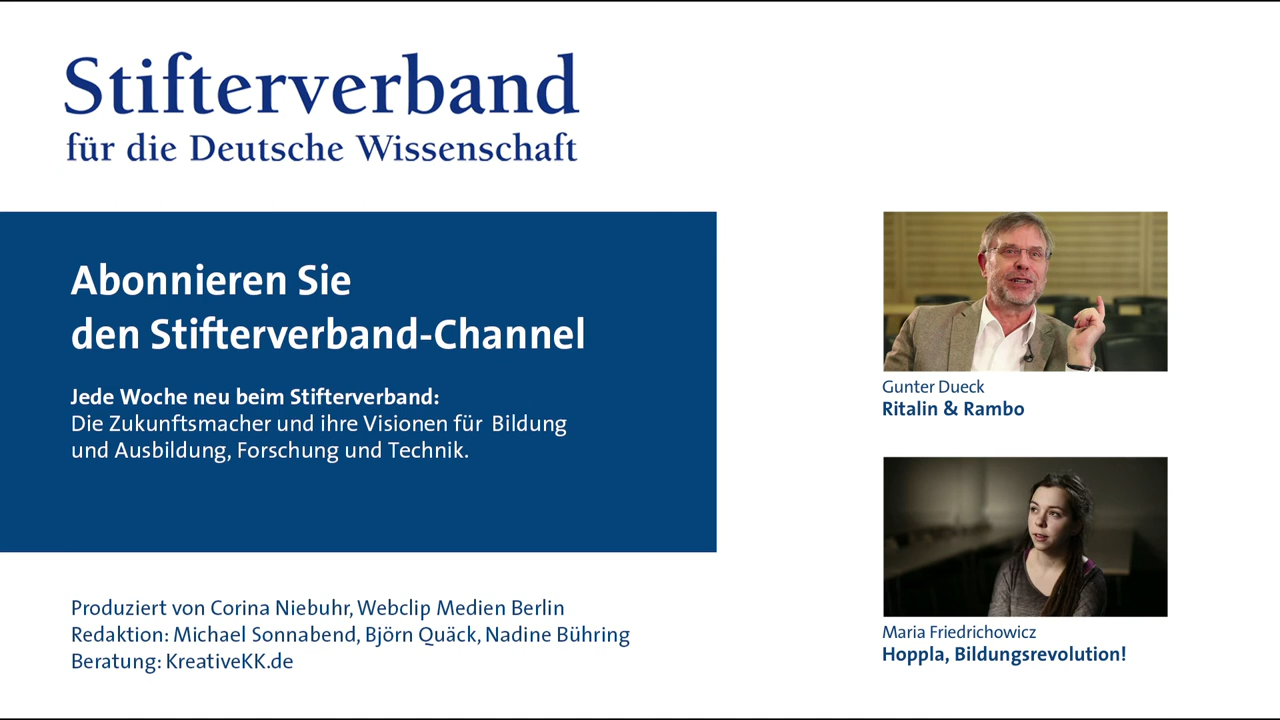 Stifterverband
für die Deutsche Wissenschaft
Abonnieren Sie
den Stifterverband-Channel
Jede Woche neu beim Stifterverband:
Die Zukunftsmacher und ihre Visionen für Bildung
und Ausbildung, Forschung und Technik.
Produziert von Corina Niebuhr, Webclip Medien Berlin
Redaktion: Michael Sonnabend, Björn Quäck, Nadine Bühring
Beratung: KreativeKK.de
Gunter Dueck
Ritalin & Rambo
Maria Friedrichowicz
Hoppla, Bildungsrevolution!